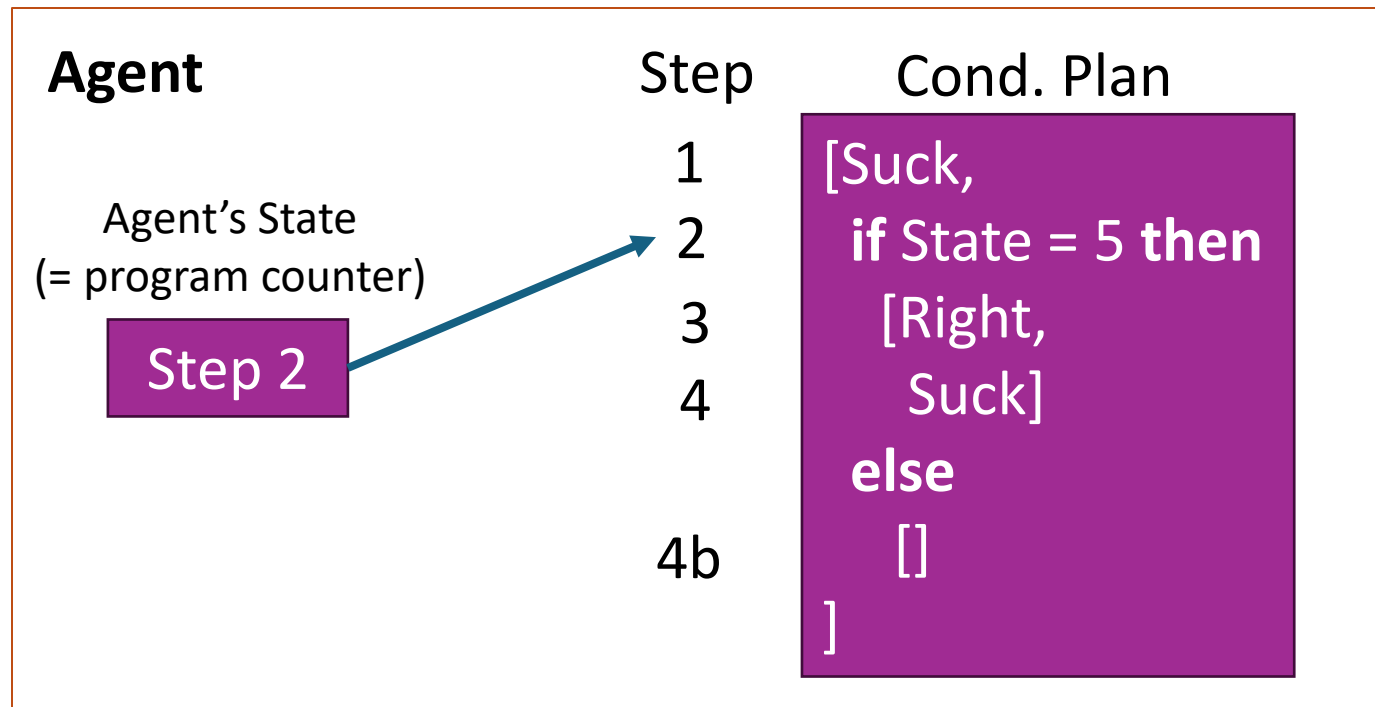 Agent
Agent’s State
(= program counter)
Step 2
Step
1
2
3
4
4b
Cond. Plan
[Suck,
if State = 5 then
[Right,
Suck]
else
[]
]